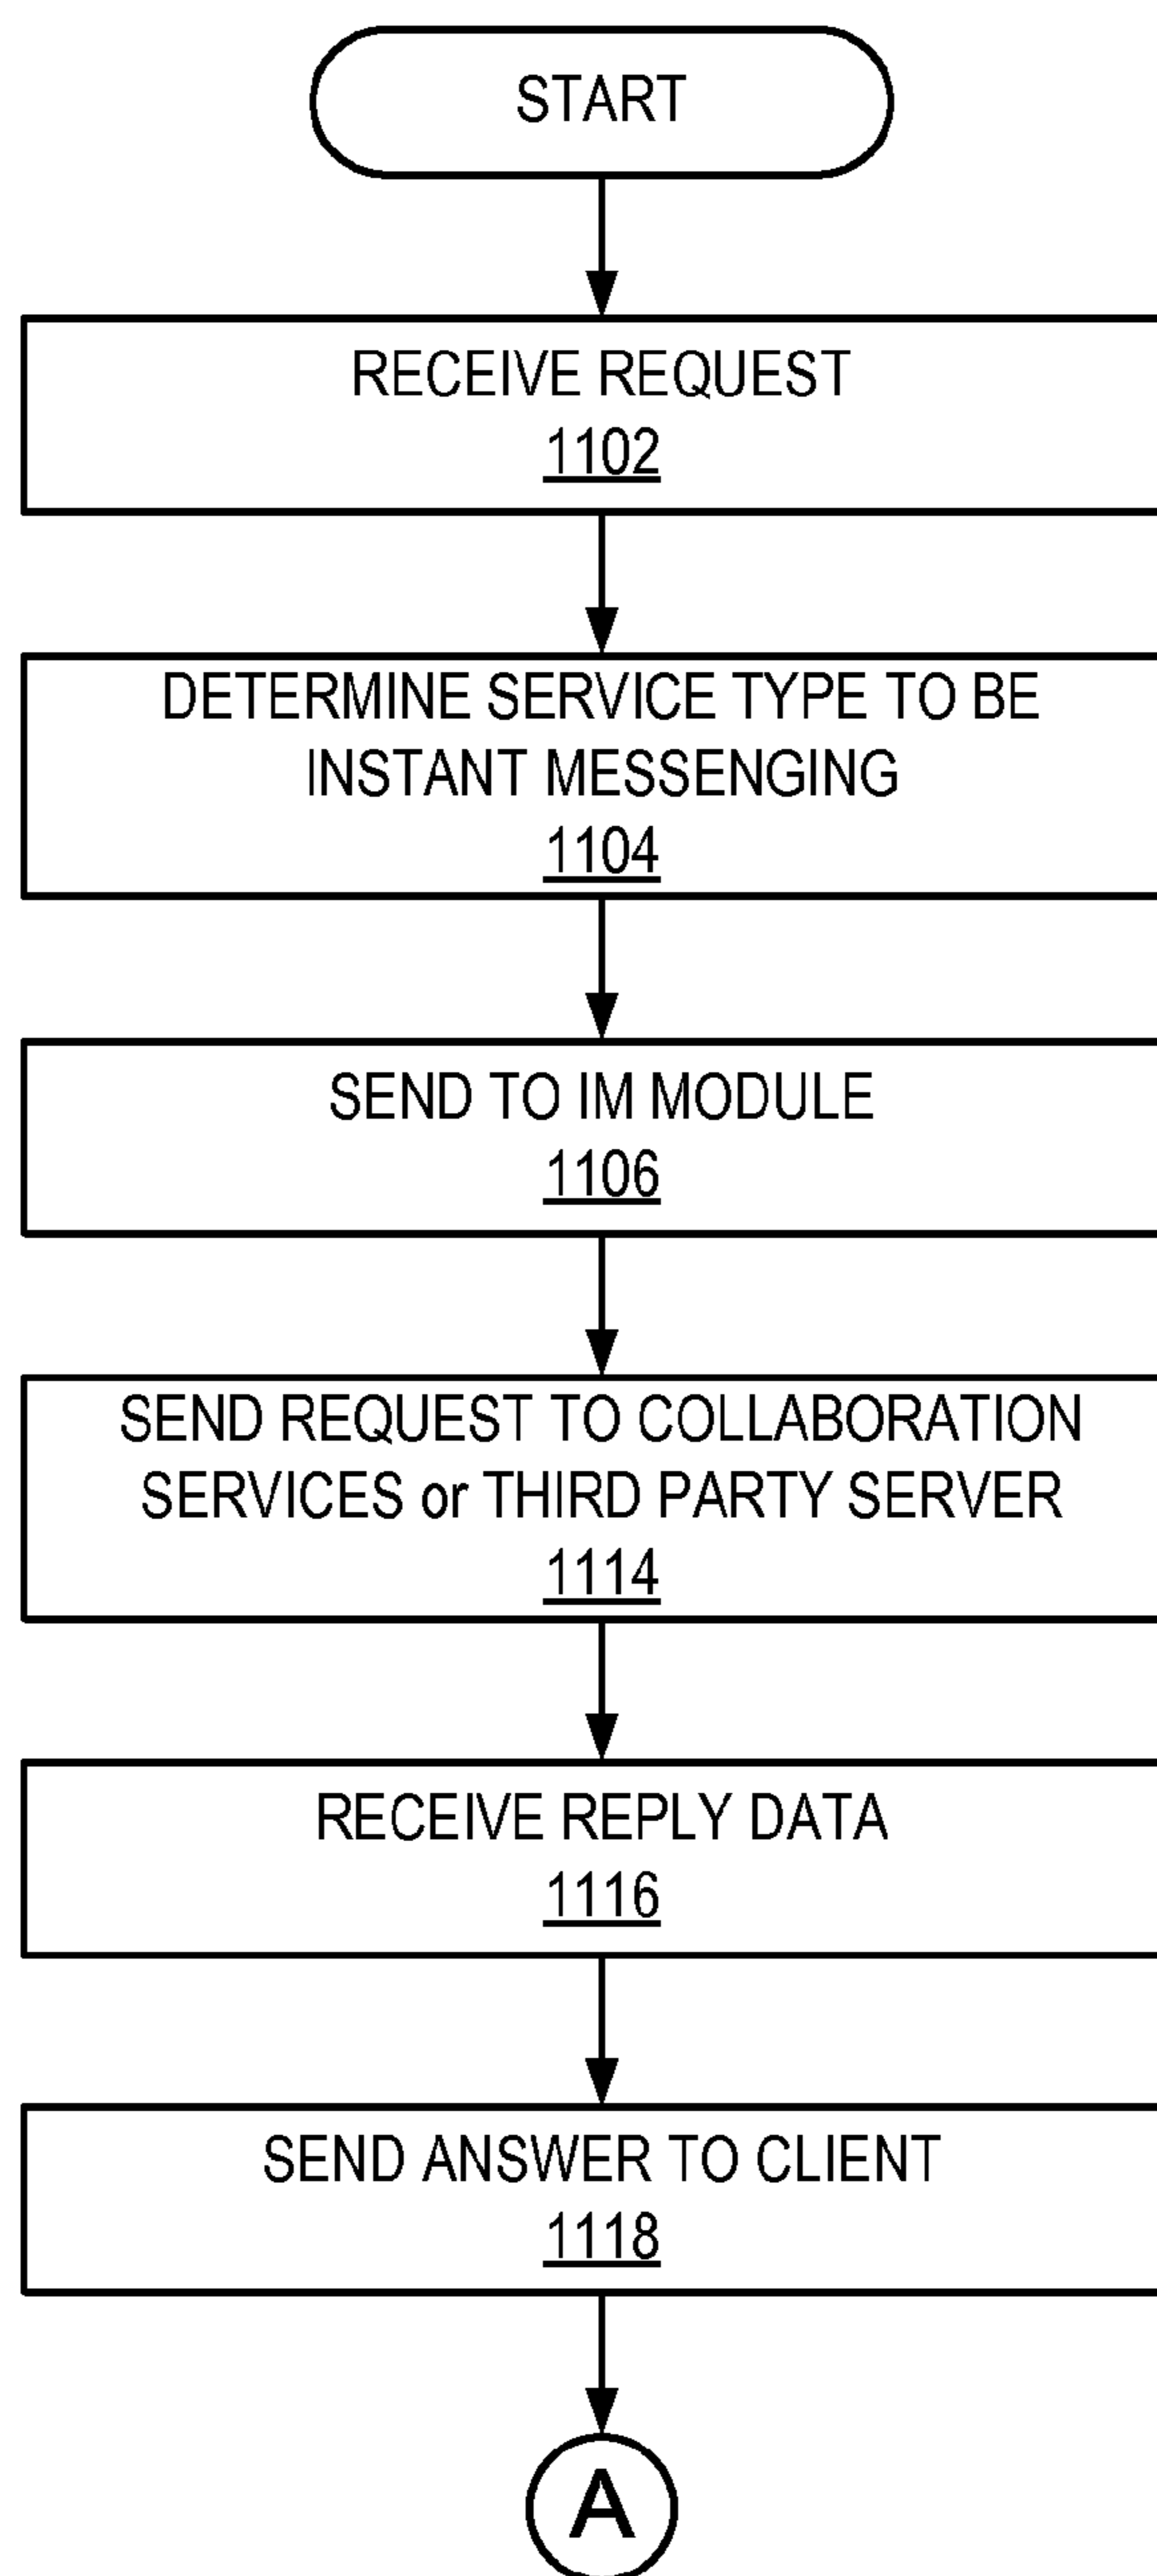 START
RECEIVE REQUEST
1102
DETERMINE SERVICE TYPE TO BE
INSTANT MESSENGING
1104
SEND TO IM MODULE
1106
SEND REQUEST TO COLLABORATION
SERVICES or THIRD PARTY SERVER
1114
RECEIVE REPLY DATA
1116
SEND ANSWER TO CLIENT
1118
A